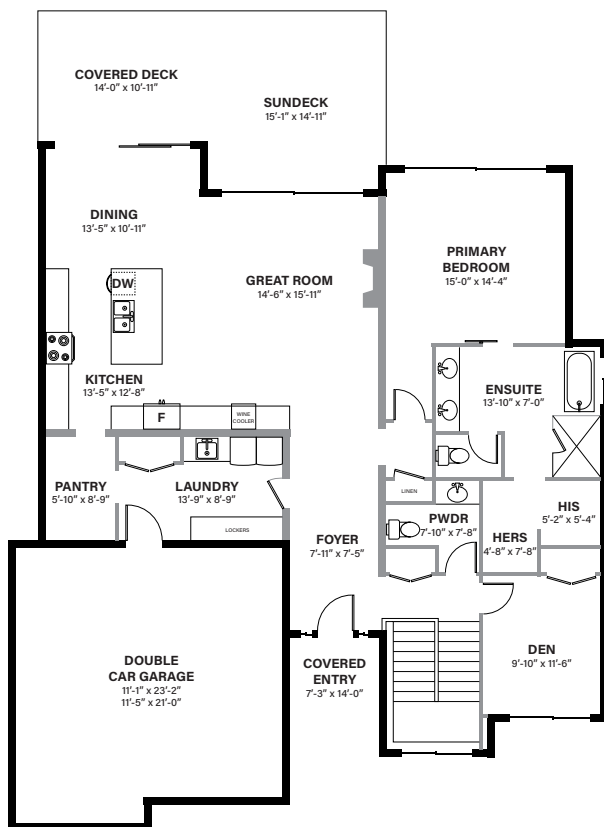 COVERED DECK
14'-0" x 10'-11"
SUNDECK
15'-1" x 14'-11"
DINING
13'-5" x 10'-11"
PRIMARY
BEDROOM
15'-0" x 14'-4"
GREAT ROOM
14'-6" x 15'-11"
DW
KITCHEN
13'-5" x 12'-8"
ENSUITE
13'-10" x 7'-0"
F
WINE
COOLER
PANTRY
5'-10" x 8'-9"
LAUNDRY
13'-9" x 8'-9"
LINEN
HIS
5'-2" x 5'-4"
PWDR
7'-10" x 7'-8"
LOCKERS
HERS
4'-8" x 7'-8"
FOYER
7'-11" x 7'-5"
DEN
9'-10" x 11'-6"
DOUBLE
CAR GARAGE
11'-1" x 23'-2"
11'-5" x 21'-0"
COVERED
ENTRY
7'-3" x 14'-0"